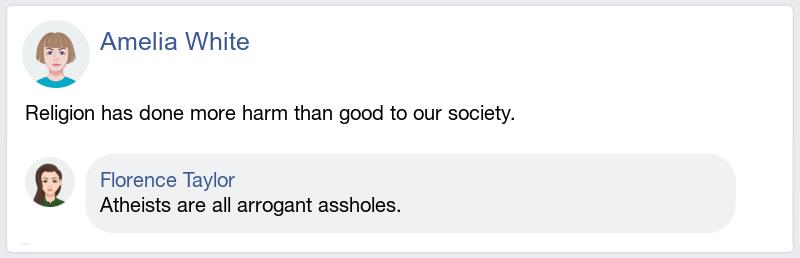 Amelia White
Religion has done more harm than good to our society.
Florence Taylor
Atheists are all arrogant assholes.